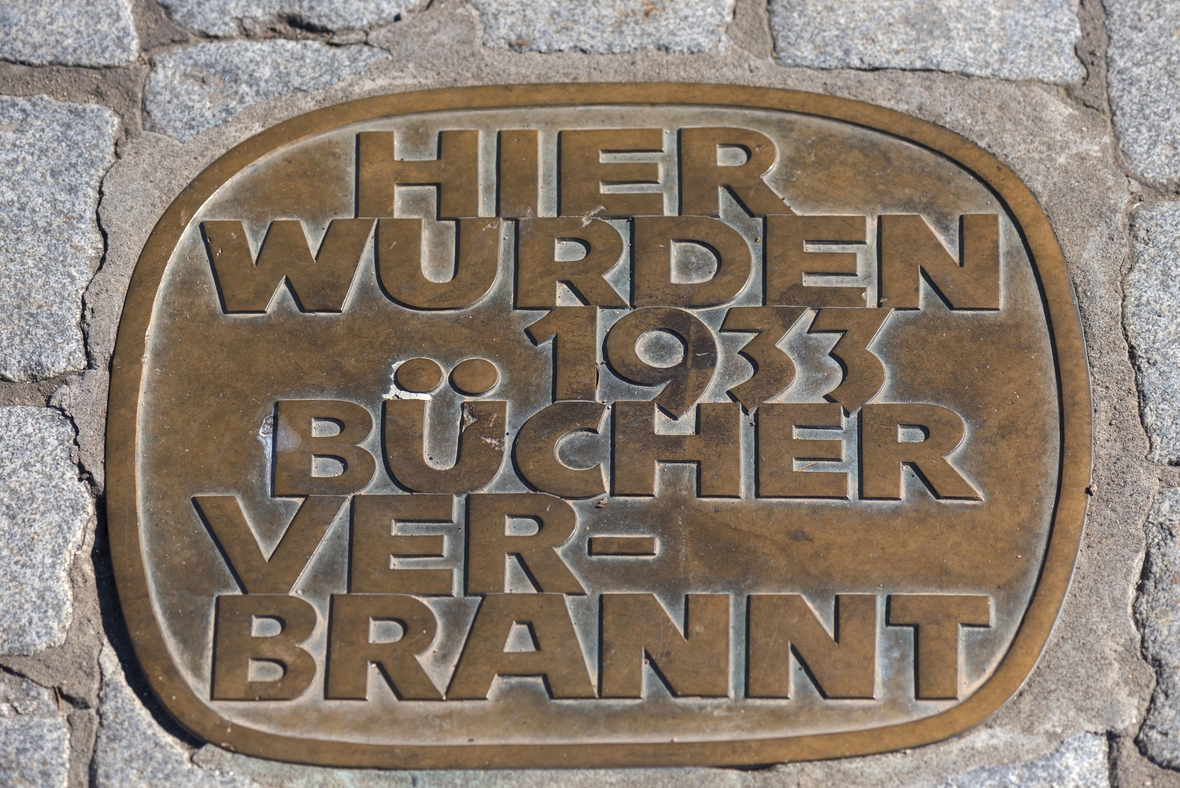 HIER
WURDEN
1933
BÜCHER
VER-
BRANNT